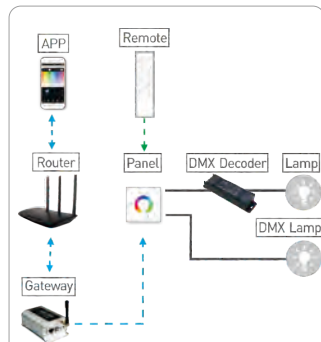 APP
Remote
Router
Panel
DMX Decoder
Lamp
DMX Lamp
Gateway